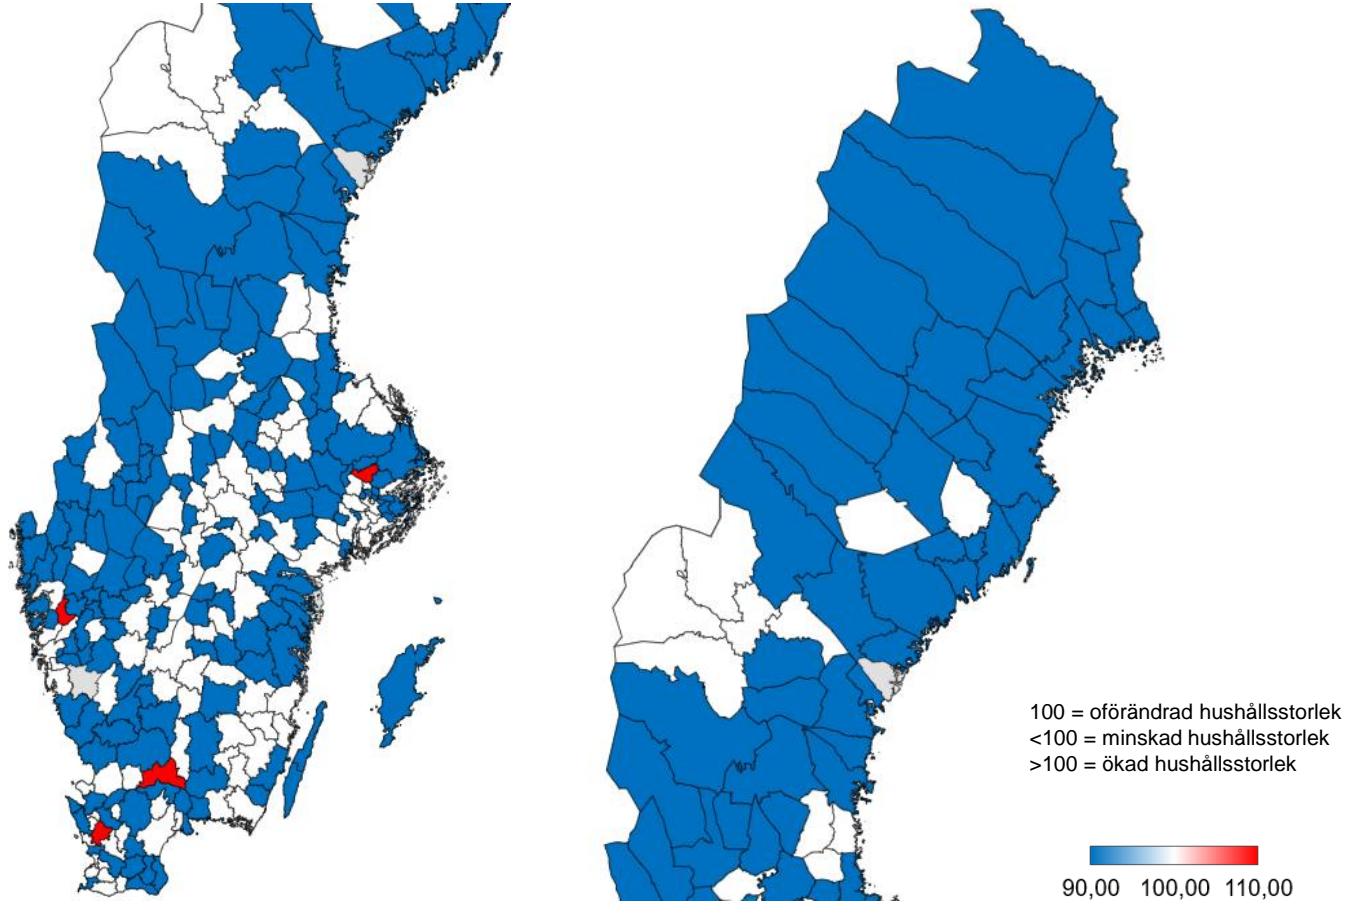 100 = oförändrad hushållsstorlek
<100 = minskad hushållsstorlek
>100 = ökad hushållsstorlek
90,00 100,00 110,00